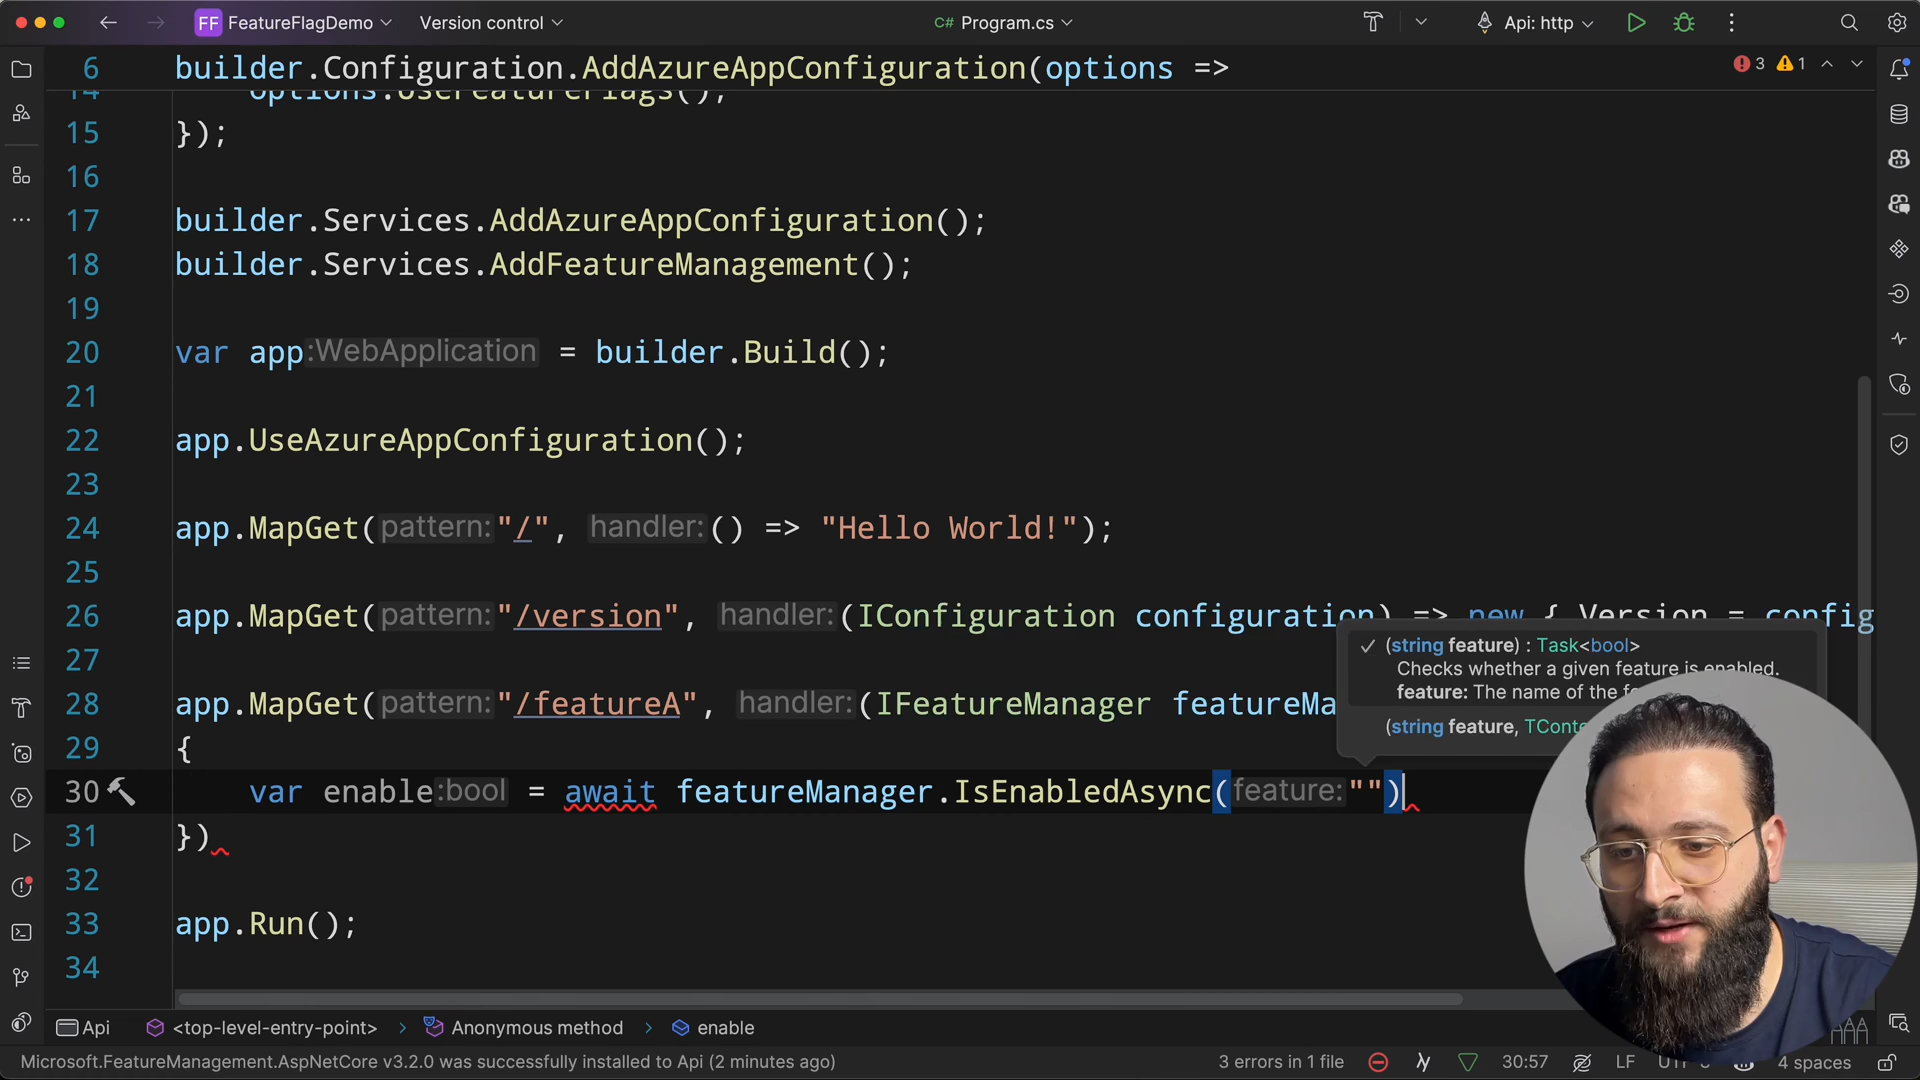 FF FeatureFlagDemo Version control C# Program.cs Api: http
6 builder.Configuration.AddAzureAppConfiguration(options =>
3 1
14 options.UseFeatureFlags();
15 });
16
17 builder.Services.AddAzureAppConfiguration();
18 builder.Services.AddFeatureManagement();
19
20 var app:WebApplication = builder.Build();
21
22 app.UseAzureAppConfiguration();
23
24 app.MapGet(pattern:"/", handler:() => "Hello World!");
25
26 app.MapGet(pattern:"/version", handler:(IConfiguration configuration) => new { Version = config
27
(string feature) : Task<bool>
Checks whether a given feature is enabled.
feature: The name of the
(string feature,
28 app.MapGet(pattern:"/featureA", handler:(IFeatureManager featureMa
29 {
30 var enable:bool = await featureManager.IsEnabledAsync(feature:"")
31 })
32
33 app.Run();
34
Api <top-level-entry-point> Anonymous method enable
Microsoft.FeatureManagement.AspNetCore v3.2.0 was successfully installed to Api (2 minutes ago) 3 errors in 1 file 30:57 LF 4 spaces